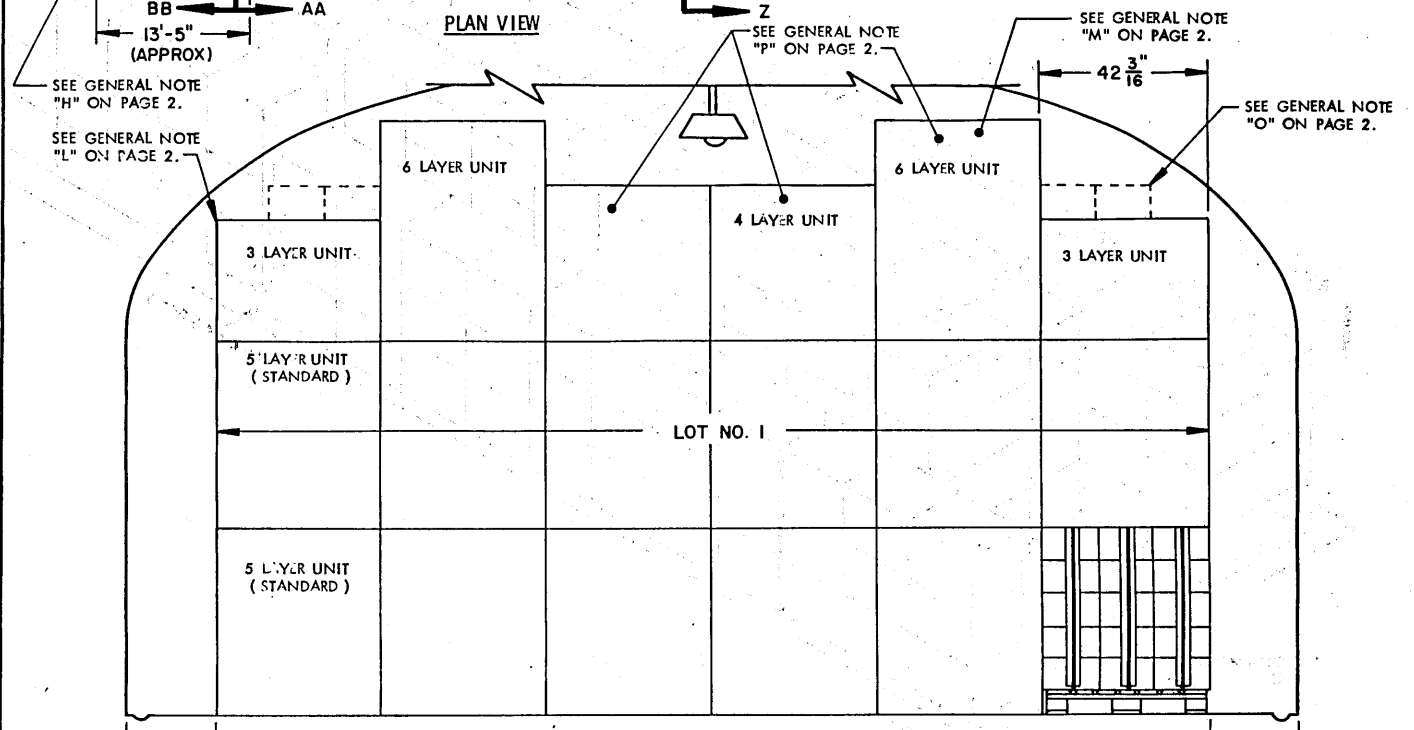 BB
AA
13'-5"
(APPROX)
PLAN VIEW
Z
SEE GENERAL NOTE
"P" ON PAGE 2.
SEE GENERAL NOTE
"M" ON PAGE 2.
42 3/16"
SEE GENERAL NOTE
"H" ON PAGE 2.
SEE GENERAL NOTE
"L" ON PAGE 2.
SEE GENERAL NOTE
"O" ON PAGE 2.
6 LAYER UNIT
6 LAYER UNIT
4 LAYER UNIT
3 LAYER UNIT
3 LAYER UNIT
5 LAYER UNIT
(STANDARD)
LOT NO. 1
5 LAYER UNIT
(STANDARD)